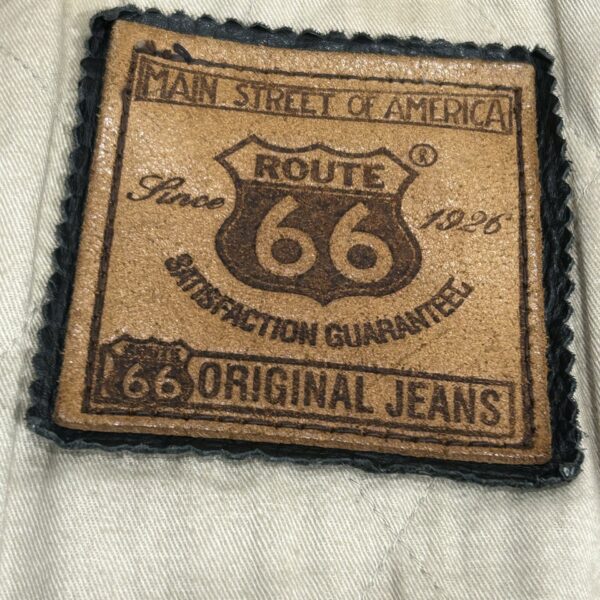 MAIN STREET OF AMERICA
ROUTE ®
66
Since 1926
SATISFACTION GUARANTEED
ROUTE
66
ORIGINAL JEANS